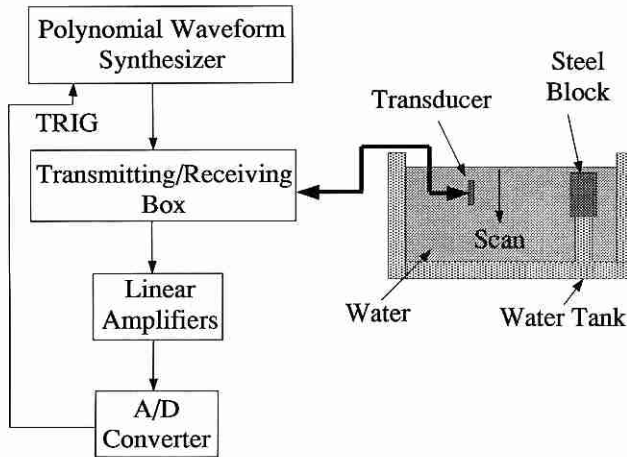 Polynomial Waveform
Synthesizer
TRIG
Transmitting/Receiving
Box
Linear
Amplifiers
A/D
Converter
Transducer
Steel
Block
Scan
Water
Water Tank